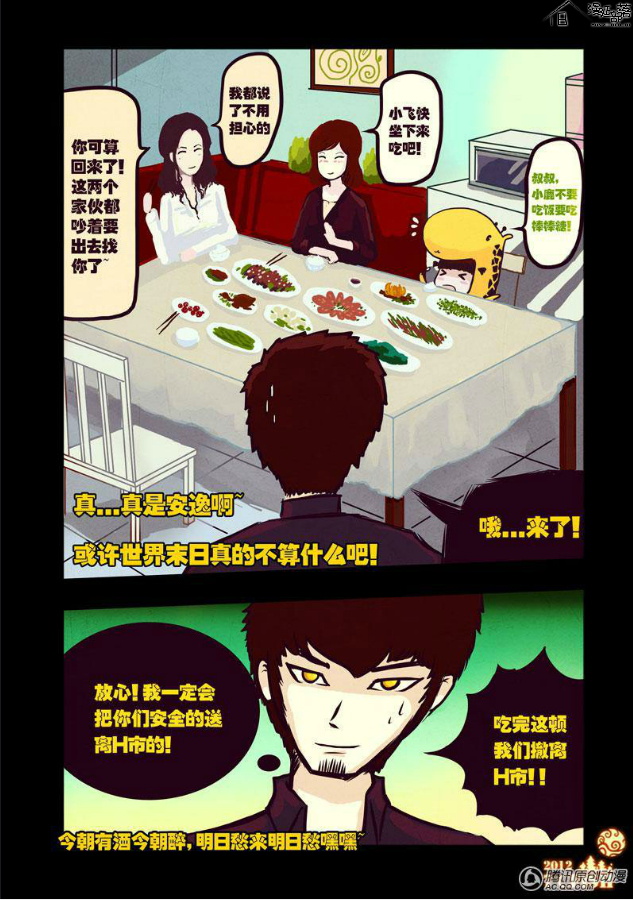 你可算
回来了！
这两个
家伙都
吵着要
出去找
你了~
我都说
了不用
担心的
小飞快
坐下来
吃吧！
叔叔，
小鹿不要
吃饭要吃
棒棒糖！
真...真是安逸啊~
或许世界末日真的不算什么吧！
哦...来了！
放心！我一定会
把你们安全的送
离H市的！
吃完这顿
我们撤离
H市！！
今朝有酒今朝醉，明日愁来明日愁嘿嘿~
2012
腾讯原创动漫
AC.QQ.COM